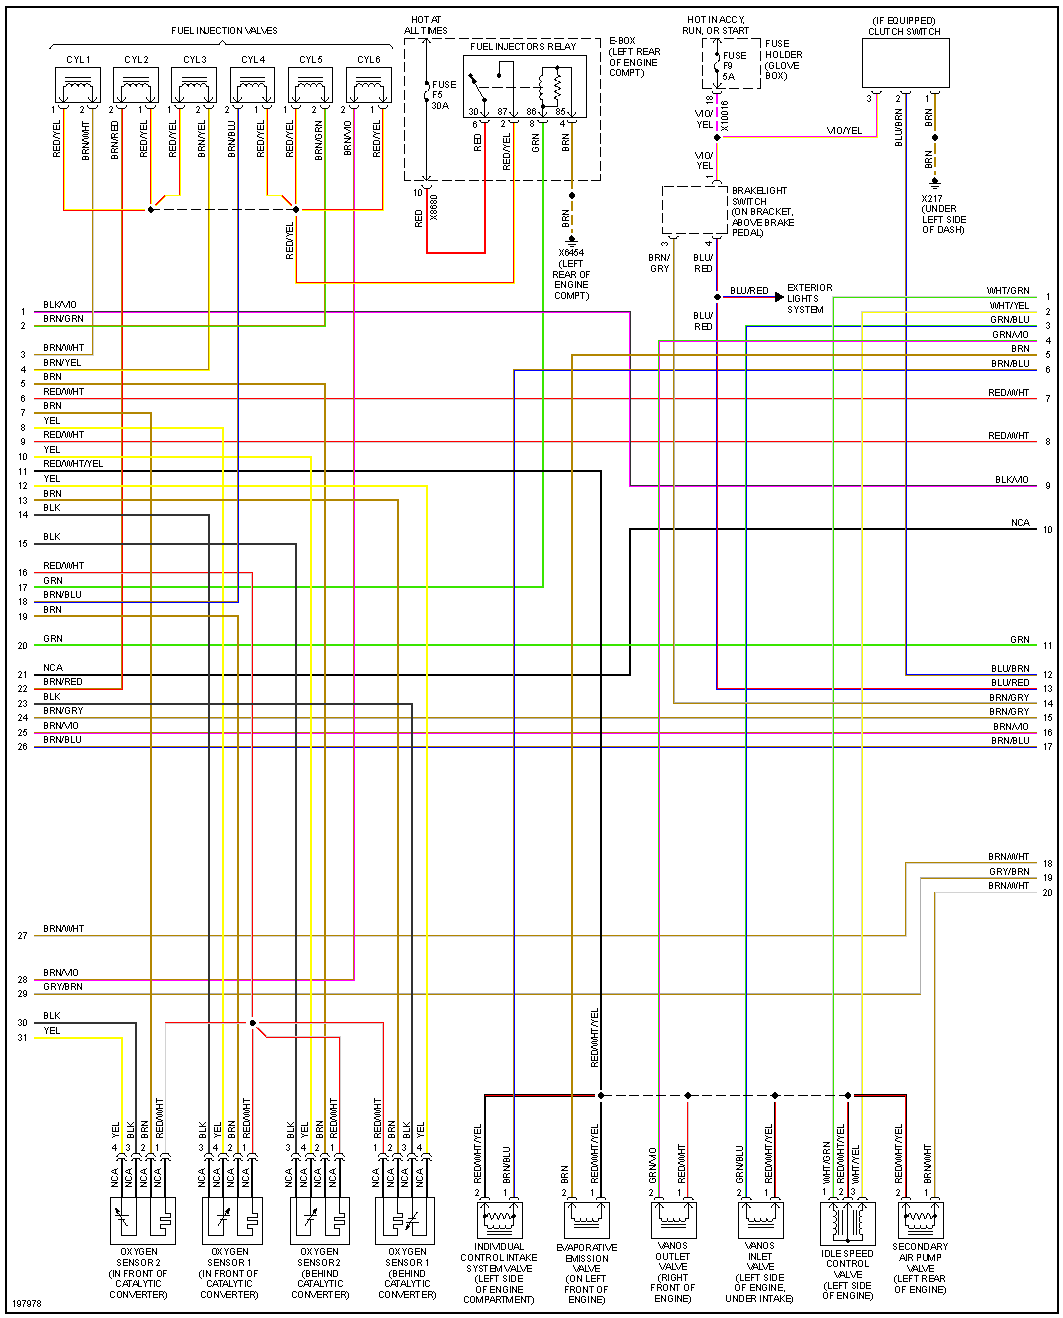 FUEL INJECTION VALVES
CYL1
CYL2
CYL3
CYL4
CYL5
CYL6
1 2 2 1 1 2 2 1 1 2 2 1
RED/YEL
BRN/WHT
BRN/RED
RED/YEL
RED/YEL
BRN/YEL
BRN/BLU
RED/YEL
RED/YEL
BRN/GRN
BRN/VIO
RED/YEL
RED/YEL
HOT AT
ALL TIMES
FUSE
F5
30A
FUEL INJECTORS RELAY
30 87 86 85
6 2 8 4
RED
RED/YEL
GRN
BRN
E-BOX
(LEFT REAR
OF ENGINE
COMPT)
10
X8680
RED
BRN
X6454
(LEFT
REAR OF
ENGINE
COMPT)
HOT IN ACCY,
RUN, OR START
FUSE
F9
5A
FUSE
HOLDER
(GLOVE
BOX)
18
X10016
VIO/
YEL
VIO/YEL
VIO/
YEL
1
BRAKELIGHT
SWITCH
(ON BRACKET,
ABOVE BRAKE
PEDAL)
3 4
BRN/
GRY
BLU/
RED
BLU/RED
EXTERIOR
LIGHTS
SYSTEM
BLU/
RED
(IF EQUIPPED)
CLUTCH SWITCH
3 2 1
BLU/BRN
BRN
BRN
X217
(UNDER
LEFT SIDE
OF DASH)
1 BLK/VIO
2 BRN/GRN
3 BRN/WHT
4 BRN/YEL
5 BRN
6 RED/WHT
7 BRN
8 YEL
9 RED/WHT
10 YEL
11 RED/WHT/YEL
12 YEL
13 BRN
14 BLK
15 BLK
16 RED/WHT
17 GRN
18 BRN/BLU
19 BRN
20 GRN
21 NCA
22 BRN/RED
23 BLK
24 BRN/GRY
25 BRN/VIO
26 BRN/BLU
27 BRN/WHT
28 BRN/VIO
29 GRY/BRN
30 BLK
31 YEL
WHT/GRN 1
WHT/YEL 2
GRN/BLU 3
GRN/VIO 4
BRN 5
BRN/BLU 6
RED/WHT 7
RED/WHT 8
BLK/VIO 9
NCA 10
GRN 11
BLU/BRN 12
BLU/RED 13
BRN/GRY 14
BRN/GRY 15
BRN/VIO 16
BRN/BLU 17
BRN/WHT 18
GRY/BRN 19
BRN/WHT 20
RED/WHT/YEL
YEL
BLK
BRN
RED/WHT
4 3 2 1
NCA
NCA
NCA
NCA
OXYGEN
SENSOR 2
(IN FRONT OF
CATALYTIC
CONVERTER)
BLK
YEL
BRN
RED/WHT
3 4 2 1
NCA
NCA
NCA
NCA
OXYGEN
SENSOR 1
(IN FRONT OF
CATALYTIC
CONVERTER)
BLK
YEL
BRN
RED/WHT
3 4 2 1
NCA
NCA
NCA
NCA
OXYGEN
SENSOR 2
(BEHIND
CATALYTIC
CONVERTER)
RED/WHT
BRN
BLK
YEL
1 2 3 4
NCA
NCA
NCA
NCA
OXYGEN
SENSOR 1
(BEHIND
CATALYTIC
CONVERTER)
RED/WHT/YEL
BRN/BLU
2 1
INDIVIDUAL
CONTROL INTAKE
SYSTEM VALVE
(LEFT SIDE
OF ENGINE
COMPARTMENT)
BRN
RED/WHT/YEL
2 1
EVAPORATIVE
EMISSION
VALVE
(ON LEFT
FRONT OF
ENGINE)
GRN/VIO
RED/WHT
2 1
VANOS
OUTLET
VALVE
(RIGHT
FRONT OF
ENGINE)
GRN/BLU
RED/WHT/YEL
2 1
VANOS
INLET
VALVE
(LEFT SIDE
OF ENGINE,
UNDER INTAKE)
WHT/GRN
RED/WHT/YEL
WHT/YEL
1 2 3
IDLE SPEED
CONTROL
VALVE
(LEFT SIDE
OF ENGINE)
RED/WHT/YEL
BRN/WHT
2 1
SECONDARY
AIR PUMP
VALVE
(LEFT REAR
OF ENGINE)
197978